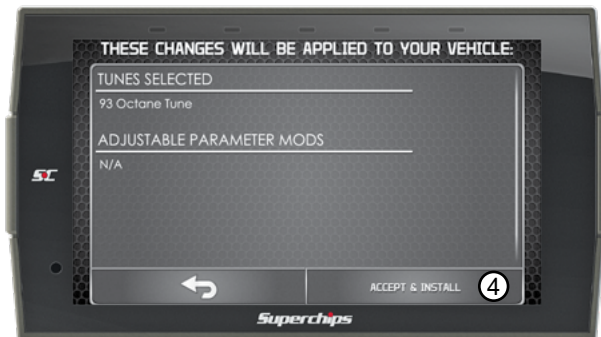 THESE CHANGES WILL BE APPLIED TO YOUR VEHICLE:
TUNES SELECTED
93 Octane Tune
ADJUSTABLE PARAMETER MODS
N/A
SC
ACCEPT & INSTALL 4
Superchips